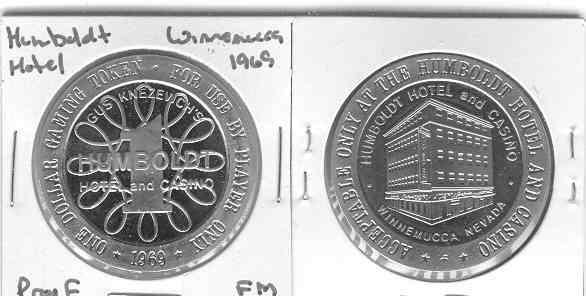 Humboldt
Hotel
Winnemucca
1969
ONE DOLLAR GAMING TOKEN · FOR USE BY PLAYER ONLY
GUS KNEZEVICH'S
1
HUMBOLDT
HOTEL and CASINO
★ 1969 ★
Proof
FM
ACCEPTABLE ONLY AT THE HUMBOLDT HOTEL AND CASINO
HUMBOLDT HOTEL and CASINO
WINNEMUCCA NEVADA